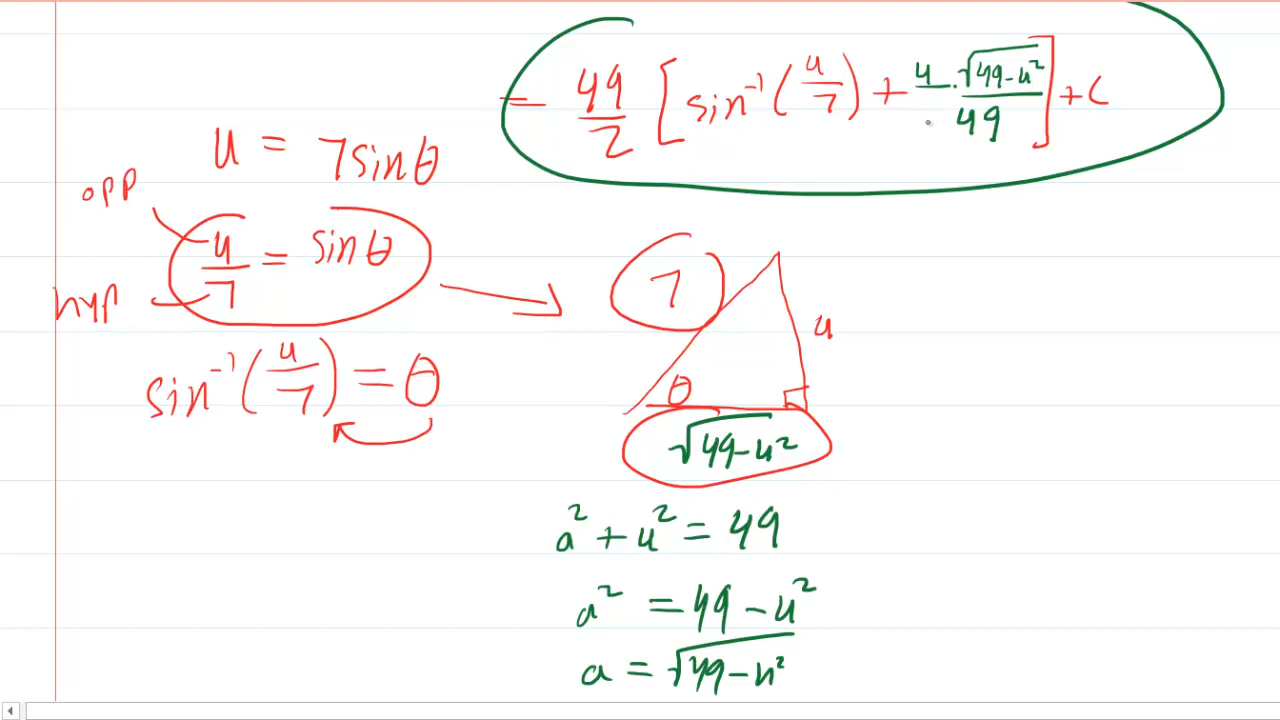 = 49/2 [sin⁻¹(u/7) + u·√(49-u²)/49] + C
u = 7sinθ
opp
u/7 = sinθ
hyp
sin⁻¹(u/7) = θ
7
u
θ
√(49-u²)
a² + u² = 49
a² = 49 - u²
a = √(49-u²)